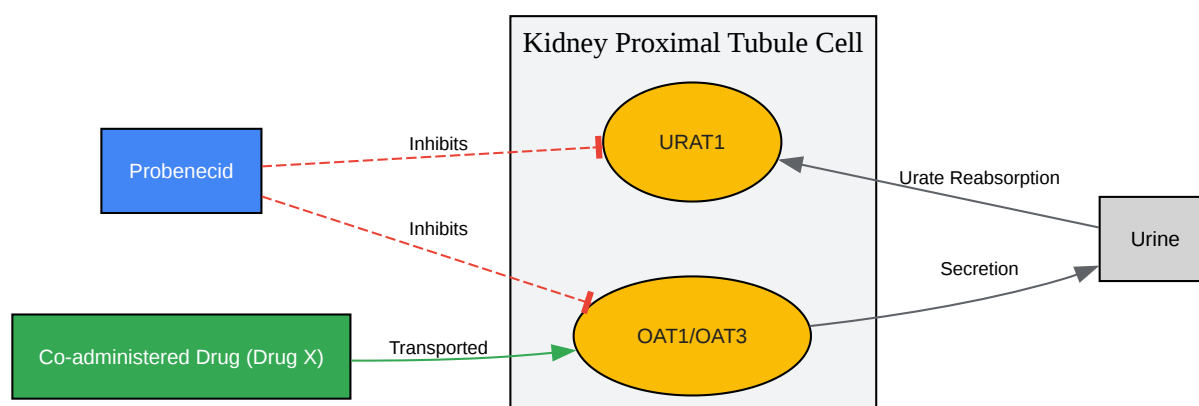 Kidney Proximal Tubule Cell
Probenecid
Inhibits
URAT1
Urate Reabsorption
Inhibits
Urine
Secretion
Co-administered Drug (Drug X)
Transported
OAT1/OAT3